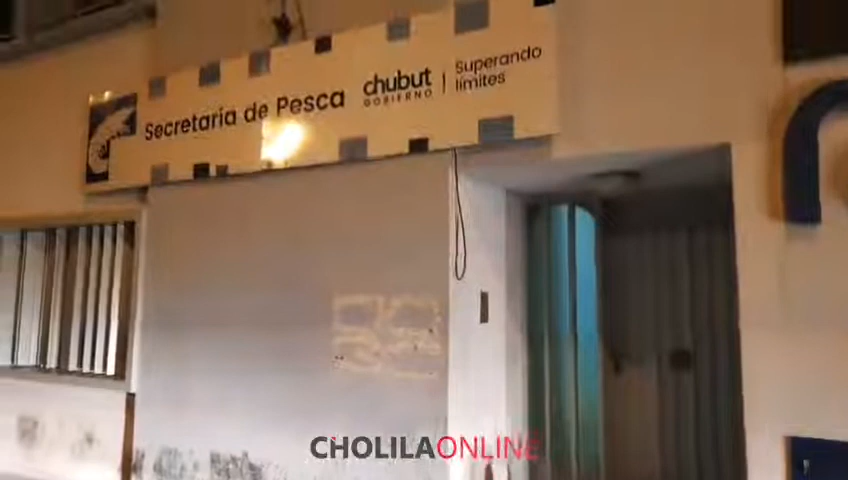 Secretaria de Pesca
chubut
GOBIERNO
Superando
límites
CHOLILAONLINE